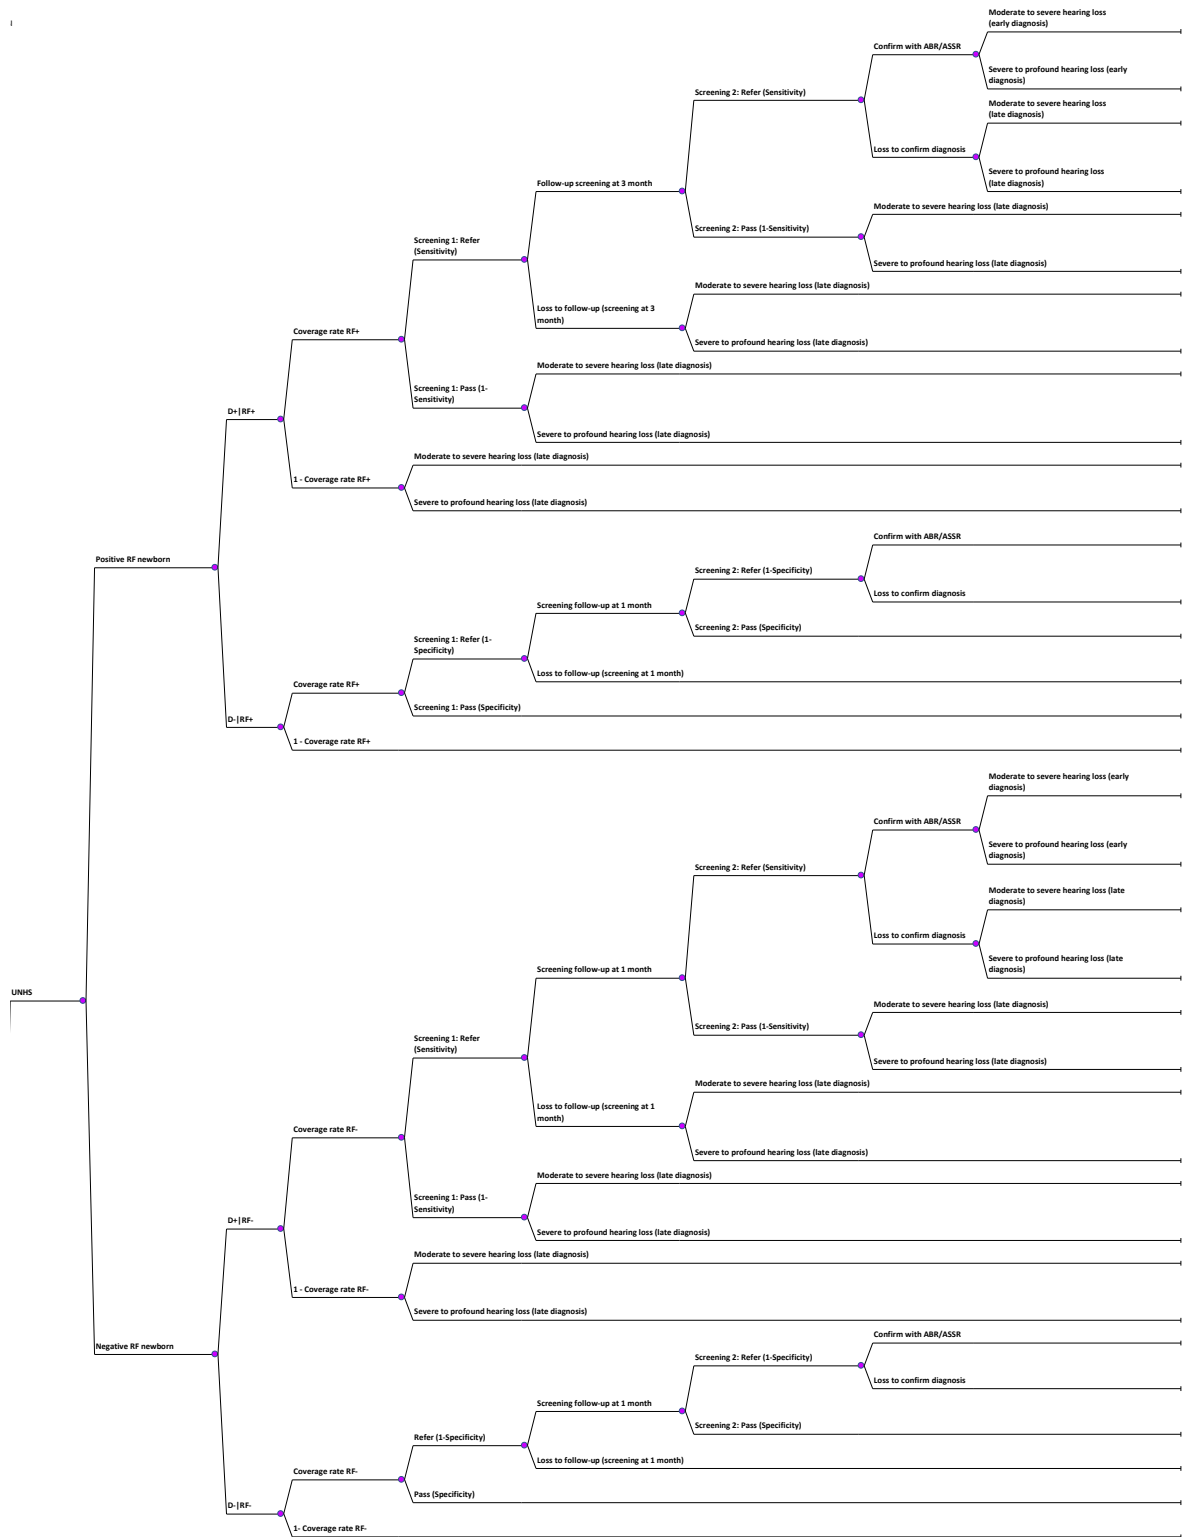 Moderate to severe hearing loss
(early diagnosis)
Confirm with ABR/ASSR
Severe to profound hearing loss (early
diagnosis)
Screening 2: Refer (Sensitivity)
Moderate to severe hearing loss
(late diagnosis)
Loss to confirm diagnosis
Severe to profound hearing loss
(late diagnosis)
Follow-up screening at 3 month
Moderate to severe hearing loss (late diagnosis)
Screening 2: Pass (1-Sensitivity)
Screening 1: Refer
(Sensitivity)
Severe to profound hearing loss (late diagnosis)
Moderate to severe hearing loss (late diagnosis)
Loss to follow-up (screening at 3
month)
Coverage rate RF+
Severe to profound hearing loss (late diagnosis)
Moderate to severe hearing loss (late diagnosis)
Screening 1: Pass (1-
Sensitivity)
D+|RF+
Severe to profound hearing loss (late diagnosis)
Moderate to severe hearing loss (late diagnosis)
1 - Coverage rate RF+
Severe to profound hearing loss (late diagnosis)
Confirm with ABR/ASSR
Positive RF newborn
Screening 2: Refer (1-Specificity)
Loss to confirm diagnosis
Screening follow-up at 1 month
Screening 2: Pass (Specificity)
Screening 1: Refer (1-
Specificity)
Loss to follow-up (screening at 1 month)
Coverage rate RF+
Screening 1: Pass (Specificity)
D-|RF+
1 - Coverage rate RF+
Moderate to severe hearing loss (early
diagnosis)
Confirm with ABR/ASSR
Severe to profound hearing loss (early
diagnosis)
Screening 2: Refer (Sensitivity)
Moderate to severe hearing loss (late
diagnosis)
Loss to confirm diagnosis
Severe to profound hearing loss (late
diagnosis)
Screening follow-up at 1 month
UNHS
Moderate to severe hearing loss (late diagnosis)
Screening 2: Pass (1-Sensitivity)
Screening 1: Refer
(Sensitivity)
Severe to profound hearing loss (late diagnosis)
Moderate to severe hearing loss (late diagnosis)
Loss to follow-up (screening at 1
month)
Coverage rate RF-
Severe to profound hearing loss (late diagnosis)
Moderate to severe hearing loss (late diagnosis)
Screening 1: Pass (1-
Sensitivity)
D+|RF-
Severe to profound hearing loss (late diagnosis)
Moderate to severe hearing loss (late diagnosis)
1 - Coverage rate RF-
Severe to profound hearing loss (late diagnosis)
Confirm with ABR/ASSR
Negative RF newborn
Screening 2: Refer (1-Specificity)
Loss to confirm diagnosis
Screening follow-up at 1 month
Screening 2: Pass (Specificity)
Refer (1-Specificity)
Loss to follow-up (screening at 1 month)
Coverage rate RF-
Pass (Specificity)
D-|RF-
1- Coverage rate RF-